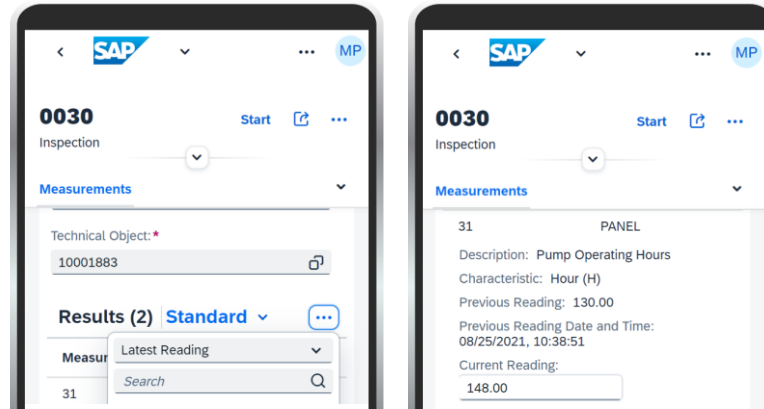 SAP
MP
0030
Start
Inspection
Measurements
Technical Object:*
10001883
Results (2) Standard
Latest Reading
Measur
Search
31
SAP
MP
0030
Start
Inspection
Measurements
31 PANEL
Description: Pump Operating Hours
Characteristic: Hour (H)
Previous Reading: 130.00
Previous Reading Date and Time:
08/25/2021, 10:38:51
Current Reading:
148.00